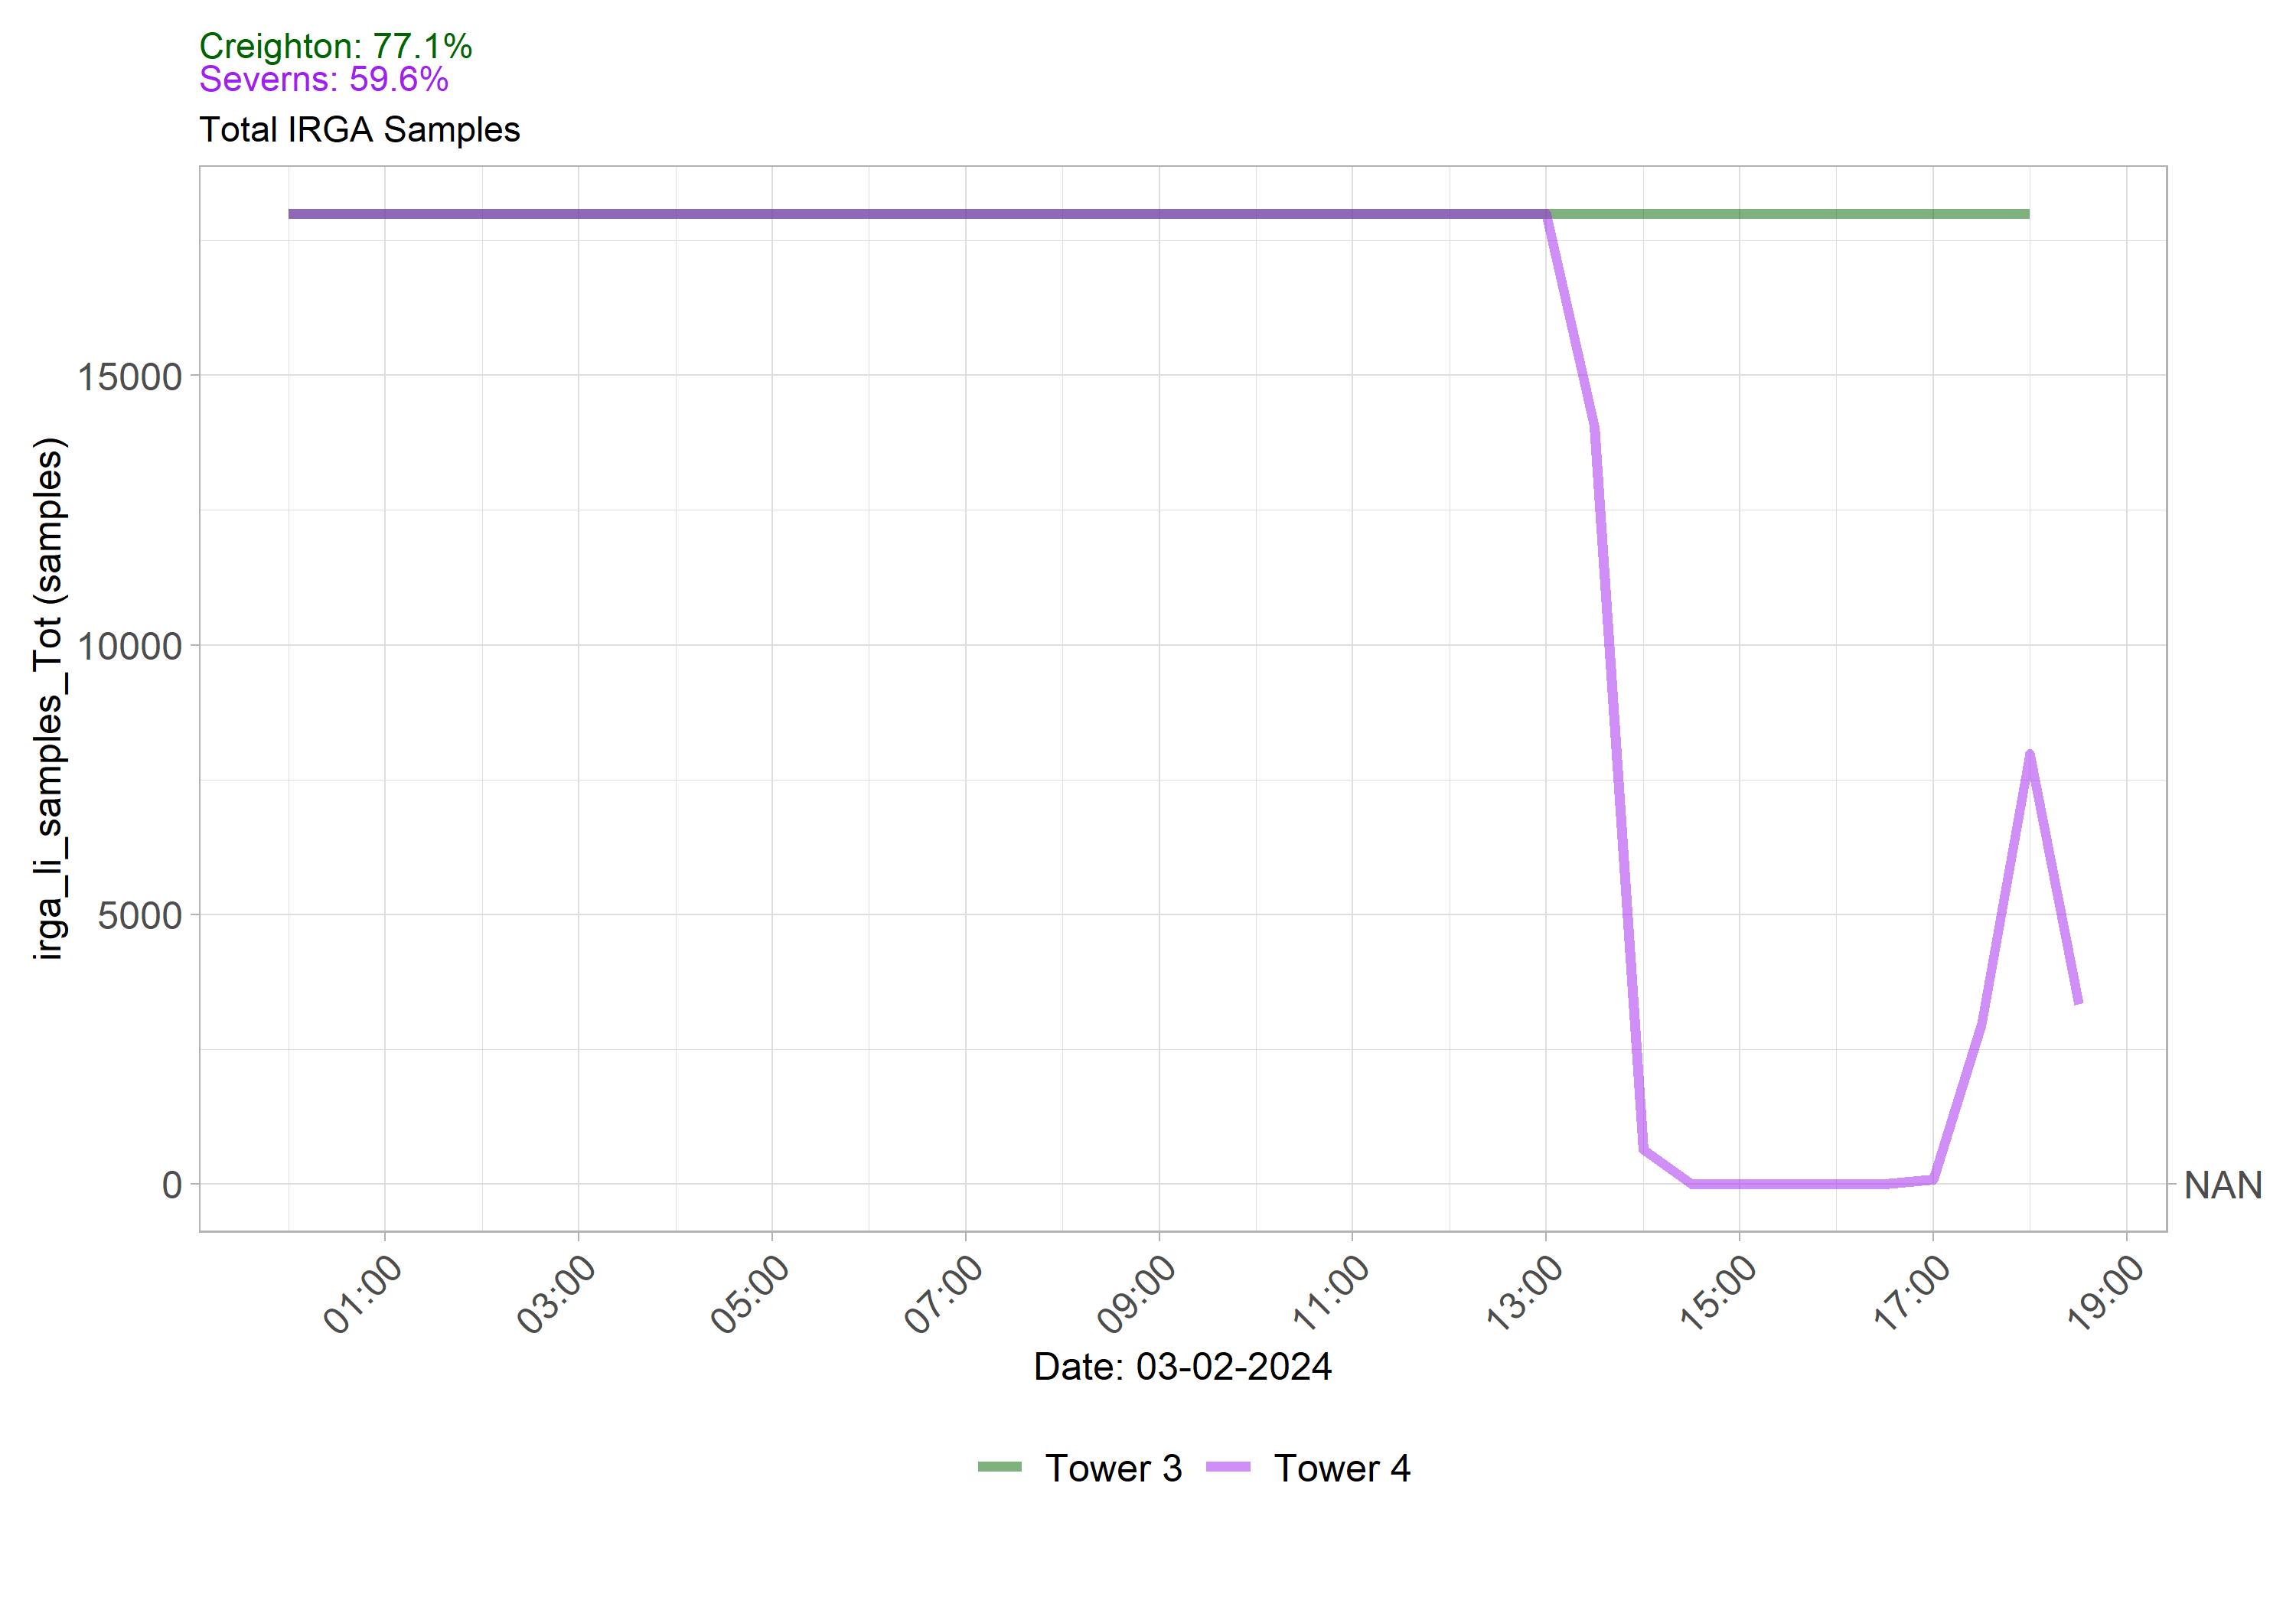 Creighton: 77.1%
Severns: 59.6%
Total IRGA Samples
irga_li_samples_Tot (samples)
15000
10000
5000
0
NAN
01:00
03:00
05:00
07:00
09:00
11:00
13:00
15:00
17:00
19:00
Date: 03-02-2024
Tower 3
Tower 4